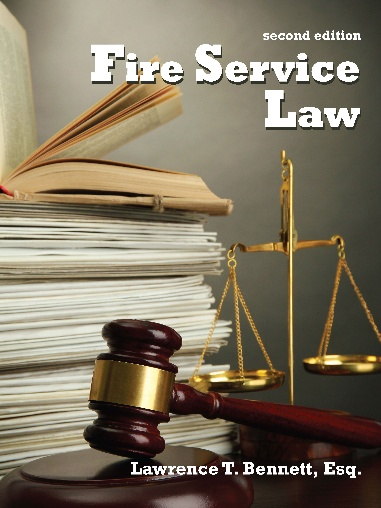 second edition
Fire Service
Law
Lawrence T. Bennett, Esq.